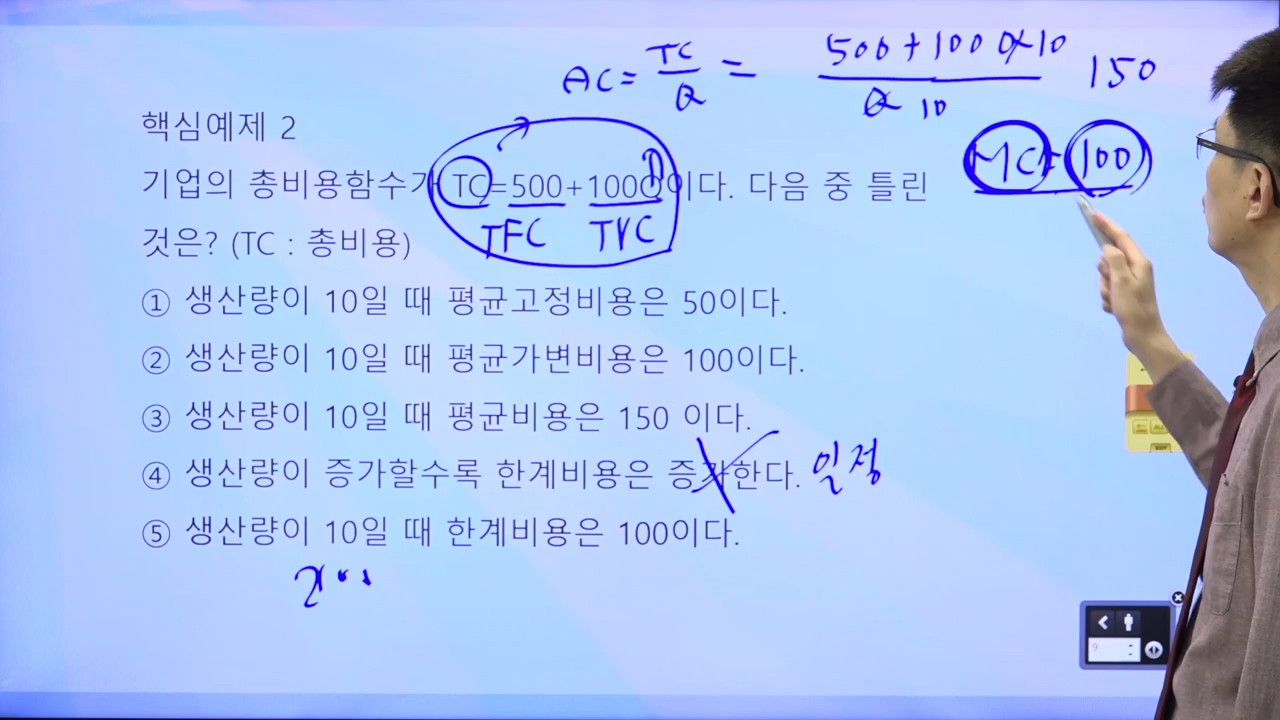 AC = TC/Q = 500+100Q10/Q10 150
핵심예제 2
MC=100
기업의 총비용함수가 TC=500+100Q이다. 다음 중 틀린
TFC TVC
것은? (TC : 총비용)
① 생산량이 10일 때 평균고정비용은 50이다.
② 생산량이 10일 때 평균가변비용은 100이다.
③ 생산량이 10일 때 평균비용은 150 이다.
④ 생산량이 증가할수록 한계비용은 증가한다. 일정
⑤ 생산량이 10일 때 한계비용은 100이다.
9